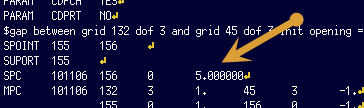 PARAM CDPCH YES
PARAM CDPRT NO
$gap between grid 132 dof 3 and grid 45 dof 3 init opening =
SPOINT 155 156
SUPORT 155
SPC 101106 156 0 5.000000
MPC 101106 132 3 1. 45 3 -1.
155 0 1. 156 0 -1.